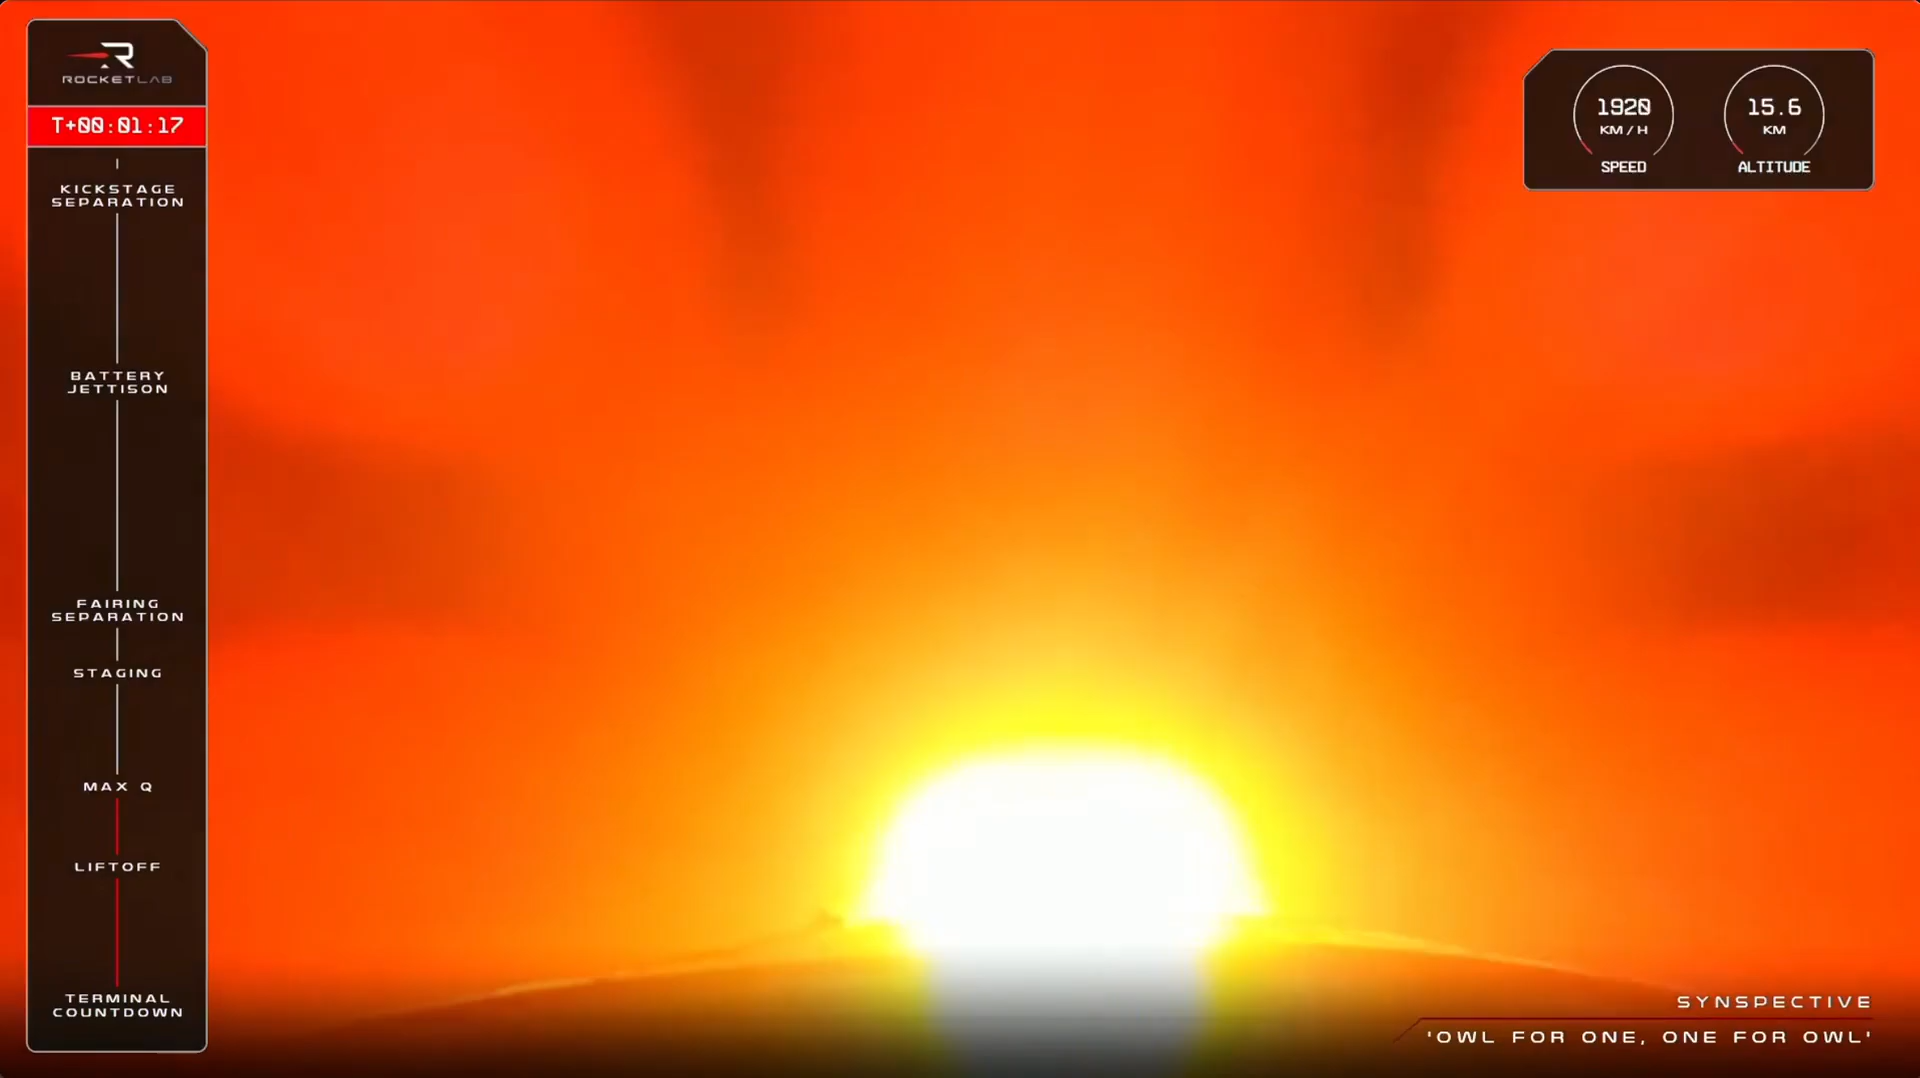 ROCKETLAB
T+00:01:17
KICKSTAGE
SEPARATION
BATTERY
JETTISON
FAIRING
SEPARATION
STAGING
MAX Q
LIFTOFF
TERMINAL
COUNTDOWN
1920
KM/H
SPEED
15.6
KM
ALTITUDE
SYNSPECTIVE
'OWL FOR ONE, ONE FOR OWL'